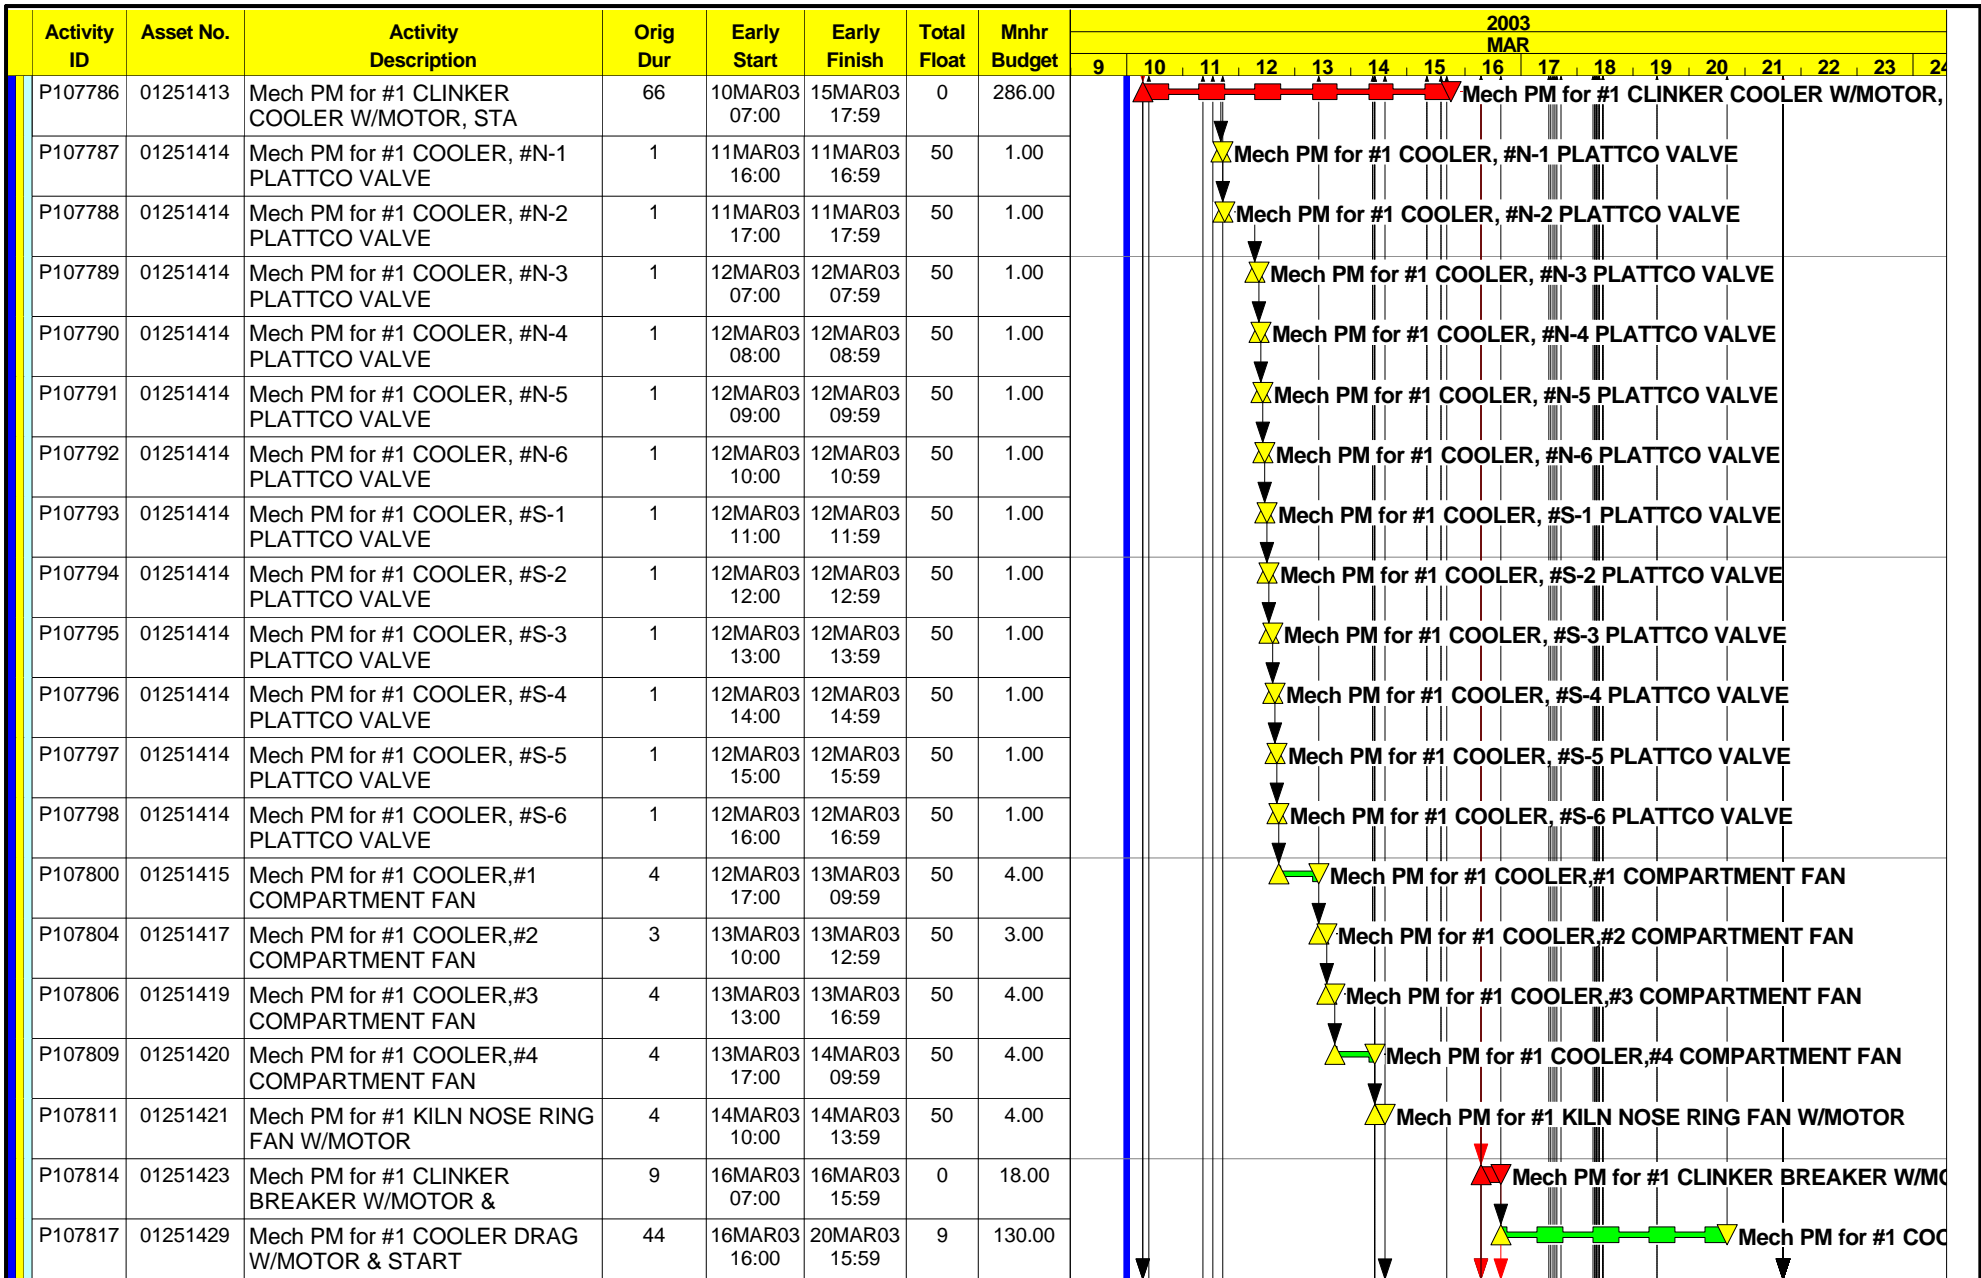 Activity ID Asset No. Activity Description Orig Dur Early Start Early Finish Total Float Mnhr Budget
2003
MAR
9 10 11 12 13 14 15 16 17 18 19 20 21 22 23 24
P107786 01251413 Mech PM for #1 CLINKER 66 10MAR03 15MAR03 0 286.00 Mech PM for #1 CLINKER COOLER W/MOTOR,
COOLER W/MOTOR, STA 07:00 17:59
P107787 01251414 Mech PM for #1 COOLER, #N-1 1 11MAR03 11MAR03 50 1.00 Mech PM for #1 COOLER, #N-1 PLATTCO VALVE
PLATTCO VALVE 16:00 16:59
P107788 01251414 Mech PM for #1 COOLER, #N-2 1 11MAR03 11MAR03 50 1.00 Mech PM for #1 COOLER, #N-2 PLATTCO VALVE
PLATTCO VALVE 17:00 17:59
P107789 01251414 Mech PM for #1 COOLER, #N-3 1 12MAR03 12MAR03 50 1.00 Mech PM for #1 COOLER, #N-3 PLATTCO VALVE
PLATTCO VALVE 07:00 07:59
P107790 01251414 Mech PM for #1 COOLER, #N-4 1 12MAR03 12MAR03 50 1.00 Mech PM for #1 COOLER, #N-4 PLATTCO VALVE
PLATTCO VALVE 08:00 08:59
P107791 01251414 Mech PM for #1 COOLER, #N-5 1 12MAR03 12MAR03 50 1.00 Mech PM for #1 COOLER, #N-5 PLATTCO VALVE
PLATTCO VALVE 09:00 09:59
P107792 01251414 Mech PM for #1 COOLER, #N-6 1 12MAR03 12MAR03 50 1.00 Mech PM for #1 COOLER, #N-6 PLATTCO VALVE
PLATTCO VALVE 10:00 10:59
P107793 01251414 Mech PM for #1 COOLER, #S-1 1 12MAR03 12MAR03 50 1.00 Mech PM for #1 COOLER, #S-1 PLATTCO VALVE
PLATTCO VALVE 11:00 11:59
P107794 01251414 Mech PM for #1 COOLER, #S-2 1 12MAR03 12MAR03 50 1.00 Mech PM for #1 COOLER, #S-2 PLATTCO VALVE
PLATTCO VALVE 12:00 12:59
P107795 01251414 Mech PM for #1 COOLER, #S-3 1 12MAR03 12MAR03 50 1.00 Mech PM for #1 COOLER, #S-3 PLATTCO VALVE
PLATTCO VALVE 13:00 13:59
P107796 01251414 Mech PM for #1 COOLER, #S-4 1 12MAR03 12MAR03 50 1.00 Mech PM for #1 COOLER, #S-4 PLATTCO VALVE
PLATTCO VALVE 14:00 14:59
P107797 01251414 Mech PM for #1 COOLER, #S-5 1 12MAR03 12MAR03 50 1.00 Mech PM for #1 COOLER, #S-5 PLATTCO VALVE
PLATTCO VALVE 15:00 15:59
P107798 01251414 Mech PM for #1 COOLER, #S-6 1 12MAR03 12MAR03 50 1.00 Mech PM for #1 COOLER, #S-6 PLATTCO VALVE
PLATTCO VALVE 16:00 16:59
P107800 01251415 Mech PM for #1 COOLER,#1 4 12MAR03 13MAR03 50 4.00 Mech PM for #1 COOLER,#1 COMPARTMENT FAN
COMPARTMENT FAN 17:00 09:59
P107804 01251417 Mech PM for #1 COOLER,#2 3 13MAR03 13MAR03 50 3.00 Mech PM for #1 COOLER,#2 COMPARTMENT FAN
COMPARTMENT FAN 10:00 12:59
P107806 01251419 Mech PM for #1 COOLER,#3 4 13MAR03 13MAR03 50 4.00 Mech PM for #1 COOLER,#3 COMPARTMENT FAN
COMPARTMENT FAN 13:00 16:59
P107809 01251420 Mech PM for #1 COOLER,#4 4 13MAR03 14MAR03 50 4.00 Mech PM for #1 COOLER,#4 COMPARTMENT FAN
COMPARTMENT FAN 17:00 09:59
P107811 01251421 Mech PM for #1 KILN NOSE RING 4 14MAR03 14MAR03 50 4.00 Mech PM for #1 KILN NOSE RING FAN W/MOTOR
FAN W/MOTOR 10:00 13:59
P107814 01251423 Mech PM for #1 CLINKER 9 16MAR03 16MAR03 0 18.00 Mech PM for #1 CLINKER BREAKER W/MO
BREAKER W/MOTOR & 07:00 15:59
P107817 01251429 Mech PM for #1 COOLER DRAG 44 16MAR03 20MAR03 9 130.00 Mech PM for #1 COO
W/MOTOR & START 16:00 15:59